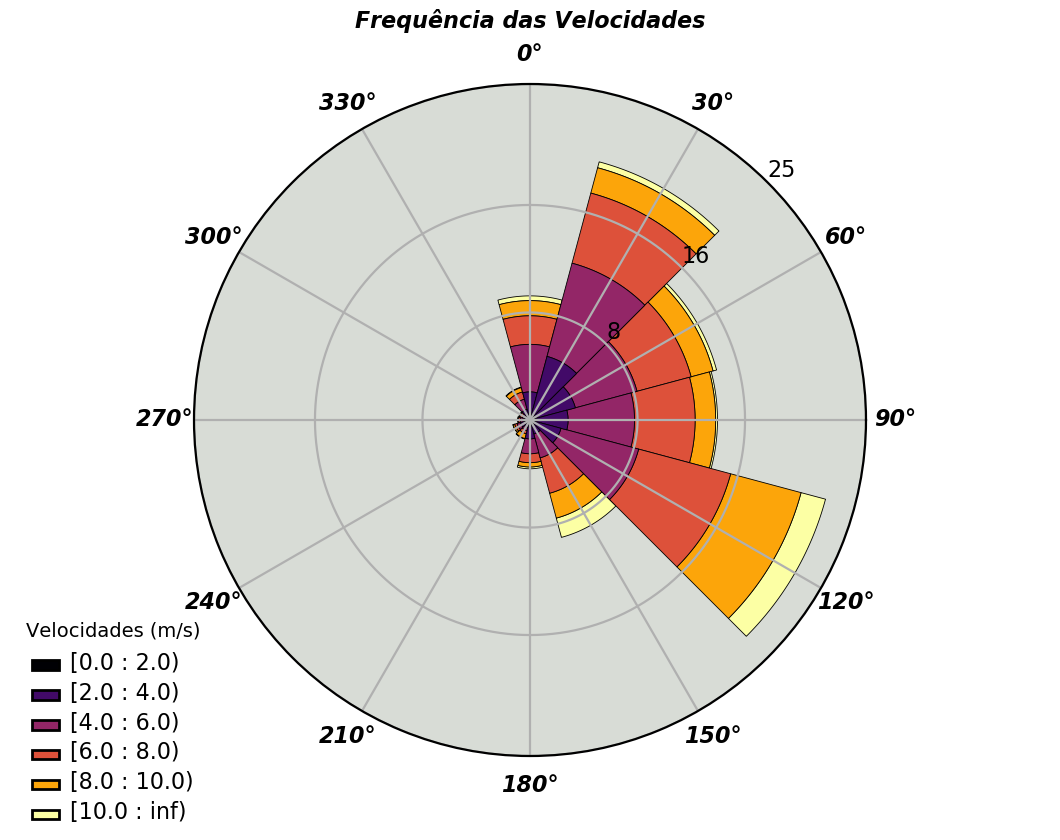 Frequência das Velocidades
0°
330°
30°
25
300°
60°
16
8
270°
90°
240°
120°
210°
150°
180°
Velocidades (m/s)
[0.0 : 2.0)
[2.0 : 4.0)
[4.0 : 6.0)
[6.0 : 8.0)
[8.0 : 10.0)
[10.0 : inf)